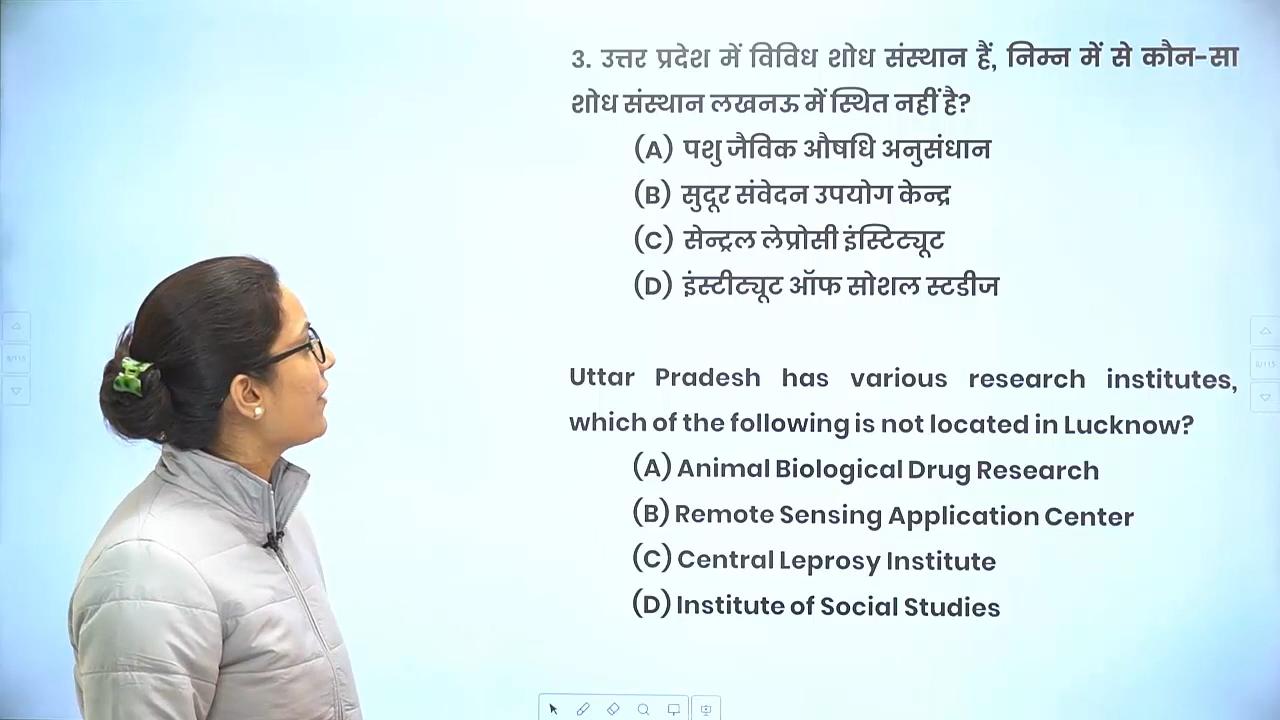 3. उत्तर प्रदेश में विविध शोध संस्थान हैं, निम्न में से कौन-सा
शोध संस्थान लखनऊ में स्थित नहीं है?
(A) पशु जैविक औषधि अनुसंधान
(B) सुदूर संवेदन उपयोग केन्द्र
(C) सेन्ट्रल लेप्रोसी इंस्टिट्यूट
(D) इंस्टीट्यूट ऑफ सोशल स्टडीज
Uttar Pradesh has various research institutes,
which of the following is not located in Lucknow?
(A) Animal Biological Drug Research
(B) Remote Sensing Application Center
(C) Central Leprosy Institute
(D) Institute of Social Studies